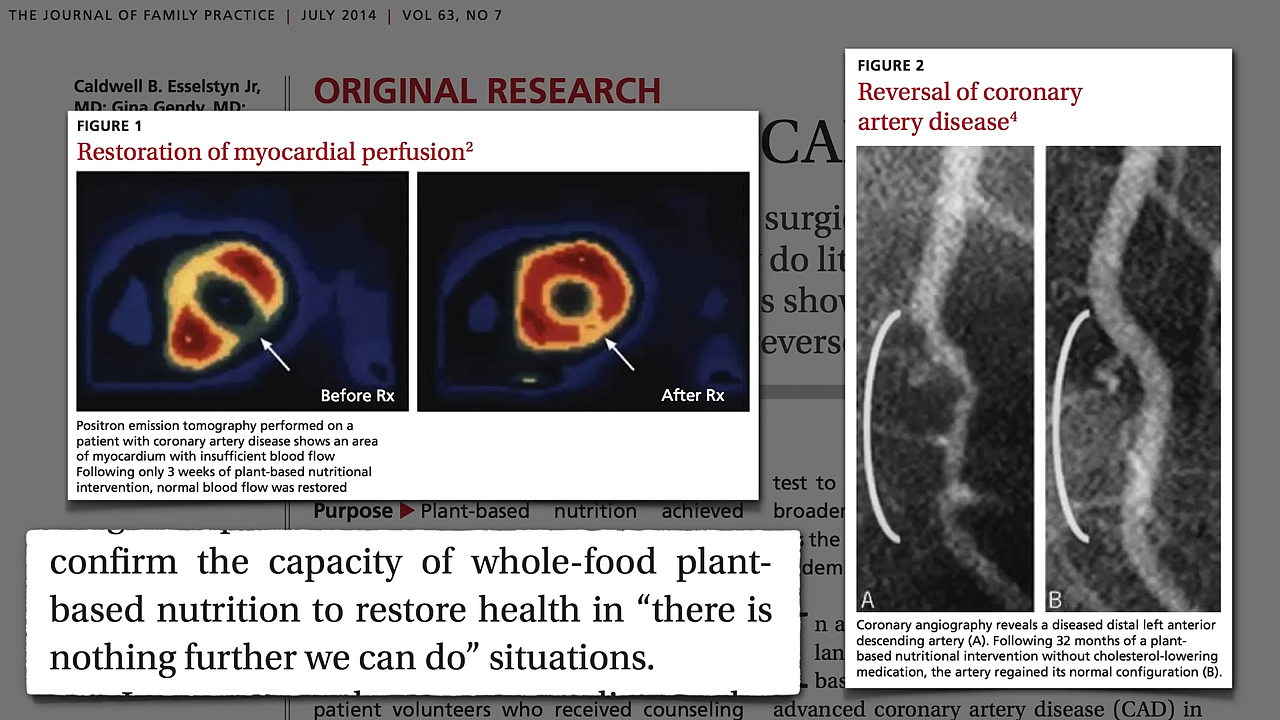 THE JOURNAL OF FAMILY PRACTICE | JULY 2014 | VOL 63, NO 7
Caldwell B. Esselstyn Jr,
MD; Gina Gendy, MD;
ORIGINAL RESEARCH
FIGURE 1
Restoration of myocardial perfusion²
Before Rx
After Rx
Positron emission tomography performed on a
patient with coronary artery disease shows an area
of myocardium with insufficient blood flow
Following only 3 weeks of plant-based nutritional
intervention, normal blood flow was restored
FIGURE 2
Reversal of coronary
artery disease⁴
A
B
Coronary angiography reveals a diseased distal left anterior
descending artery (A). Following 32 months of a plant-
based nutritional intervention without cholesterol-lowering
medication, the artery regained its normal configuration (B).
Purpose ▶ Plant-based nutrition achieved
confirm the capacity of whole-food plant-
based nutrition to restore health in “there is
nothing further we can do” situations.
patient volunteers who received counseling
test to
the
advanced coronary artery disease (CAD) in